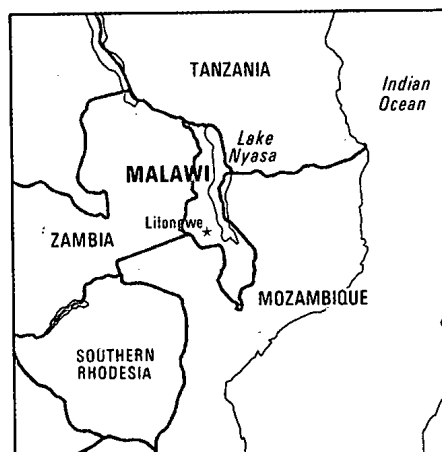 TANZANIA
Indian
Ocean
Lake
Nyasa
MALAWI
Lilongwe
ZAMBIA
MOZAMBIQUE
SOUTHERN
RHODESIA